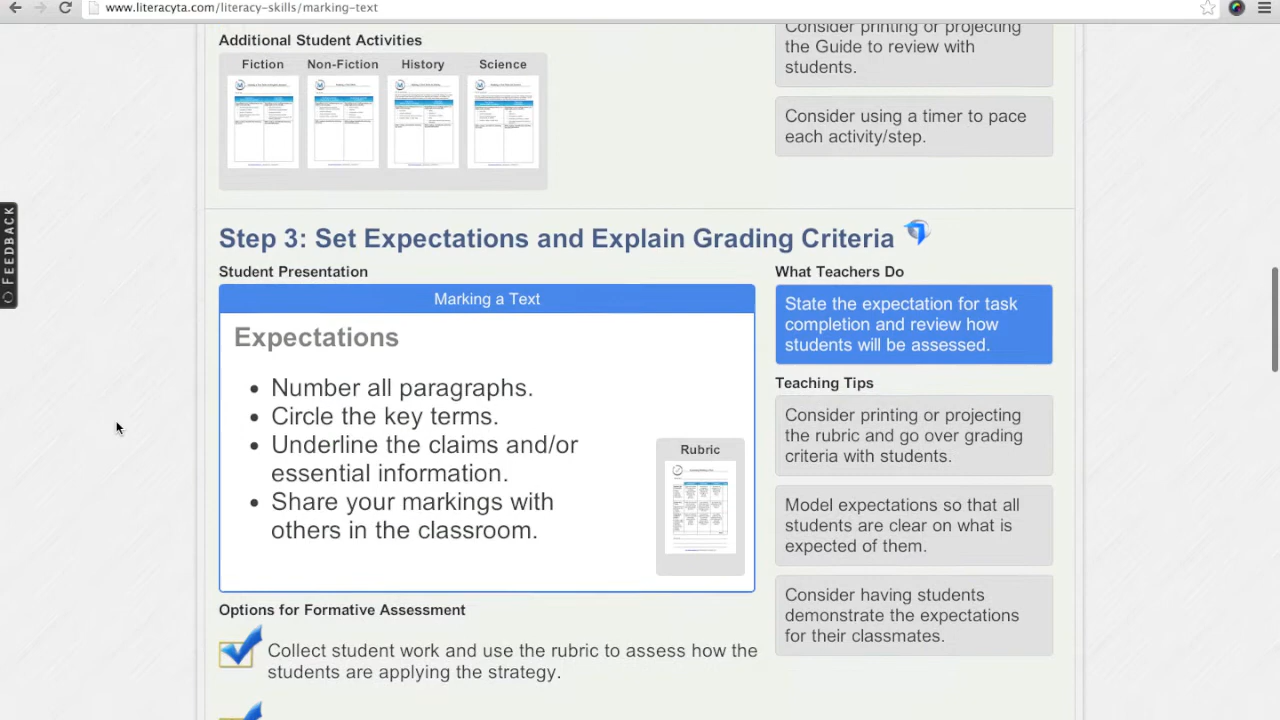 www.literacyta.com/literacy-skills/marking-text
Additional Student Activities
Fiction
Non-Fiction
History
Science
Consider printing or projecting
the Guide to review with
students.
Consider using a timer to pace
each activity/step.
FEEDBACK
Step 3: Set Expectations and Explain Grading Criteria
Student Presentation
Marking a Text
Expectations
• Number all paragraphs.
• Circle the key terms.
• Underline the claims and/or
essential information.
• Share your markings with
others in the classroom.
Rubric
What Teachers Do
State the expectation for task
completion and review how
students will be assessed.
Teaching Tips
Consider printing or projecting
the rubric and go over grading
criteria with students.
Model expectations so that all
students are clear on what is
expected of them.
Consider having students
demonstrate the expectations
for their classmates.
Options for Formative Assessment
Collect student work and use the rubric to assess how the
students are applying the strategy.